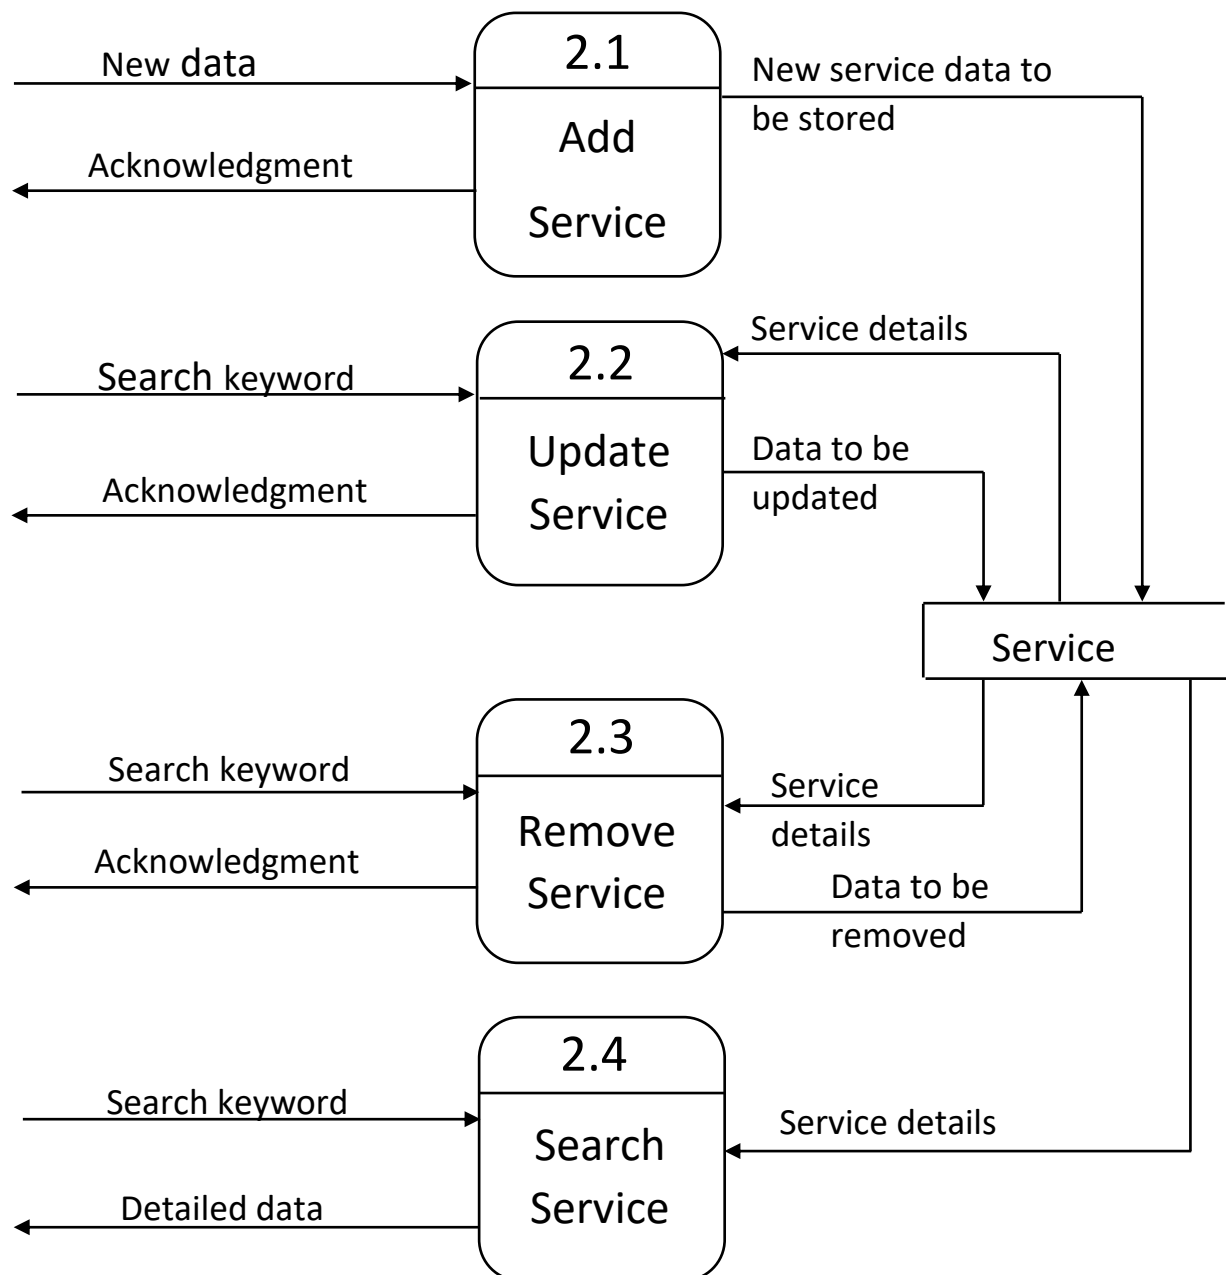 2.1
New data
New service data to
be stored
Add
Service
Acknowledgment
2.2
Service details
Search keyword
Update
Service
Data to be
updated
Acknowledgment
Service
2.3
Search keyword
Service
details
Remove
Service
Acknowledgment
Data to be
removed
2.4
Search keyword
Service details
Search
Service
Detailed data